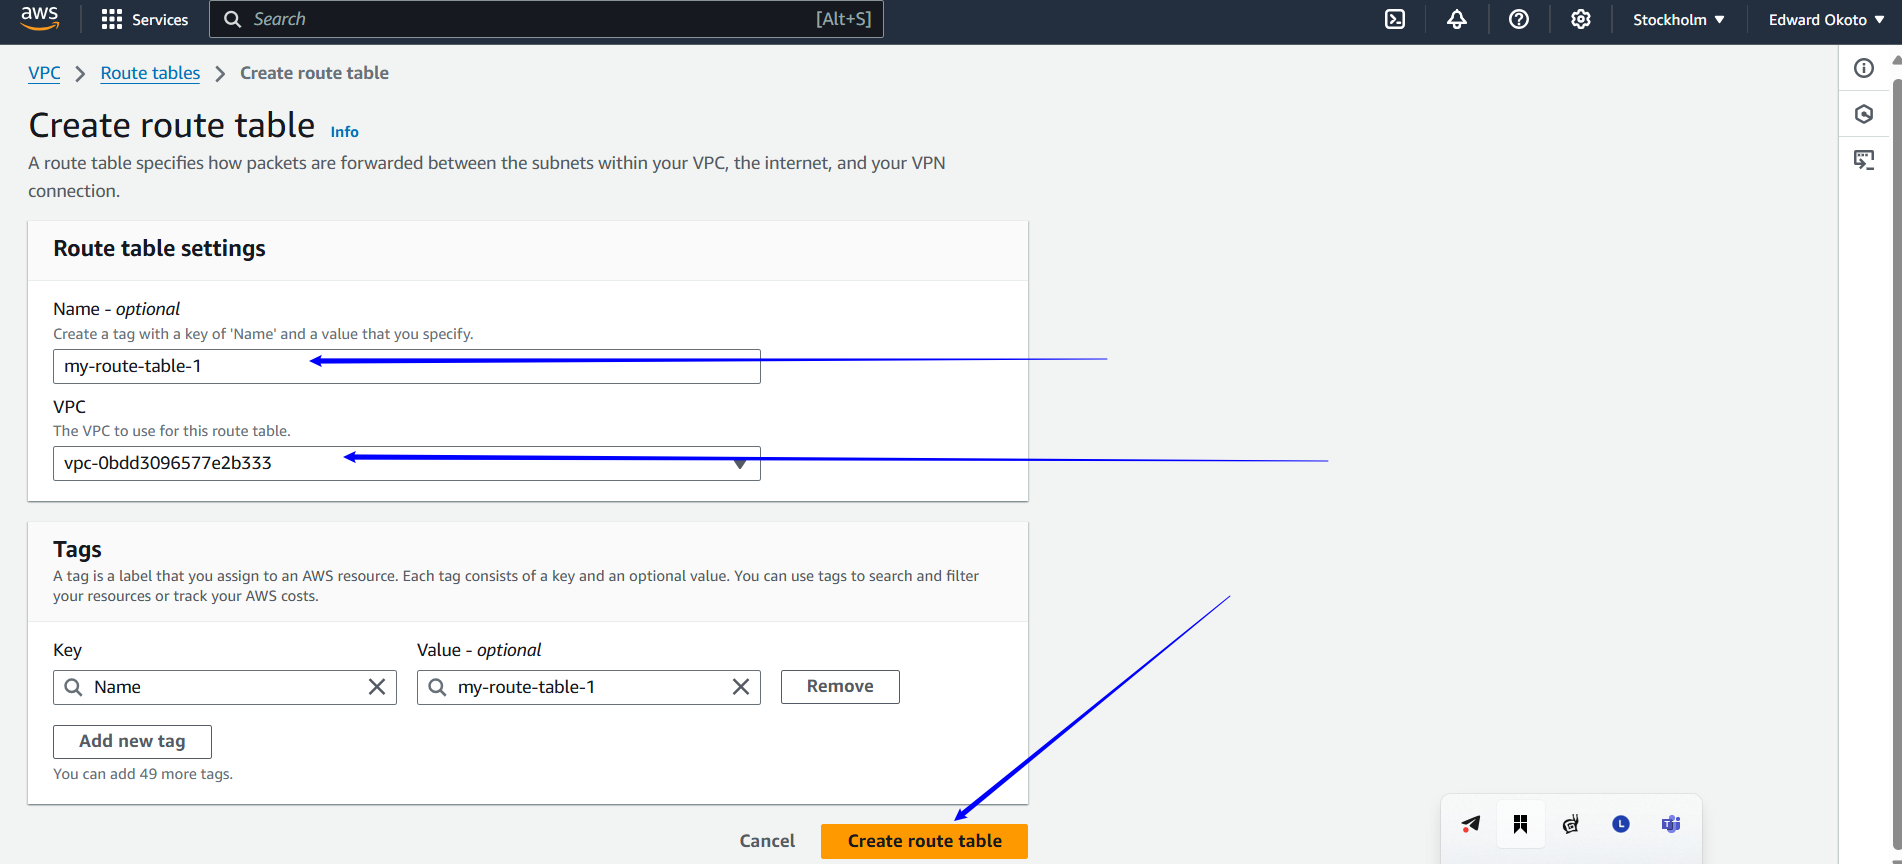 aws Services Search [Alt+S] Stockholm Edward Okoto
VPC Route tables Create route table
Create route table Info
A route table specifies how packets are forwarded between the subnets within your VPC, the internet, and your VPN
connection.
Route table settings
Name - optional
Create a tag with a key of 'Name' and a value that you specify.
my-route-table-1
VPC
The VPC to use for this route table.
vpc-0bdd3096577e2b333
Tags
A tag is a label that you assign to an AWS resource. Each tag consists of a key and an optional value. You can use tags to search and filter
your resources or track your AWS costs.
Key Value - optional
Name my-route-table-1 Remove
Add new tag
You can add 49 more tags.
Cancel Create route table
L